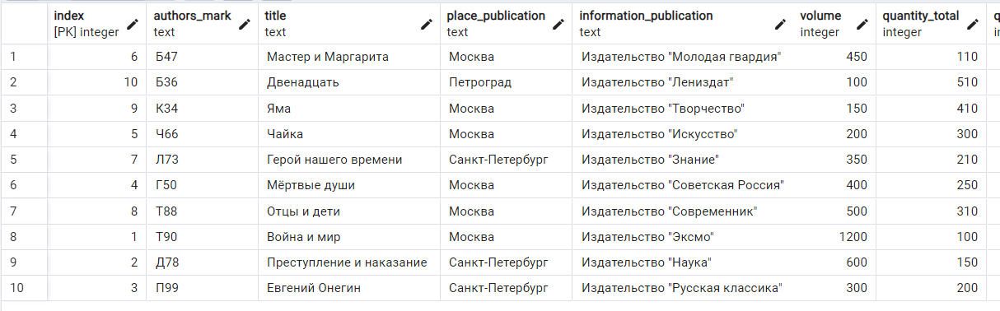 index authors_mark title place_publication information_publication volume quantity_total q
[PK] integer text text text text integer integer ir
1 6 Б47 Мастер и Маргарита Москва Издательство "Молодая гвардия" 450 110
2 10 Б36 Двенадцать Петроград Издательство "Лениздат" 100 510
3 9 К34 Яма Москва Издательство "Творчество" 150 410
4 5 Ч66 Чайка Москва Издательство "Искусство" 200 300
5 7 Л73 Герой нашего времени Санкт-Петербург Издательство "Знание" 350 210
6 4 Г50 Мёртвые души Москва Издательство "Советская Россия" 400 250
7 8 Т88 Отцы и дети Москва Издательство "Современник" 500 310
8 1 Т90 Война и мир Москва Издательство "Эксмо" 1200 100
9 2 Д78 Преступление и наказание Санкт-Петербург Издательство "Наука" 600 150
10 3 П99 Евгений Онегин Санкт-Петербург Издательство "Русская классика" 300 200